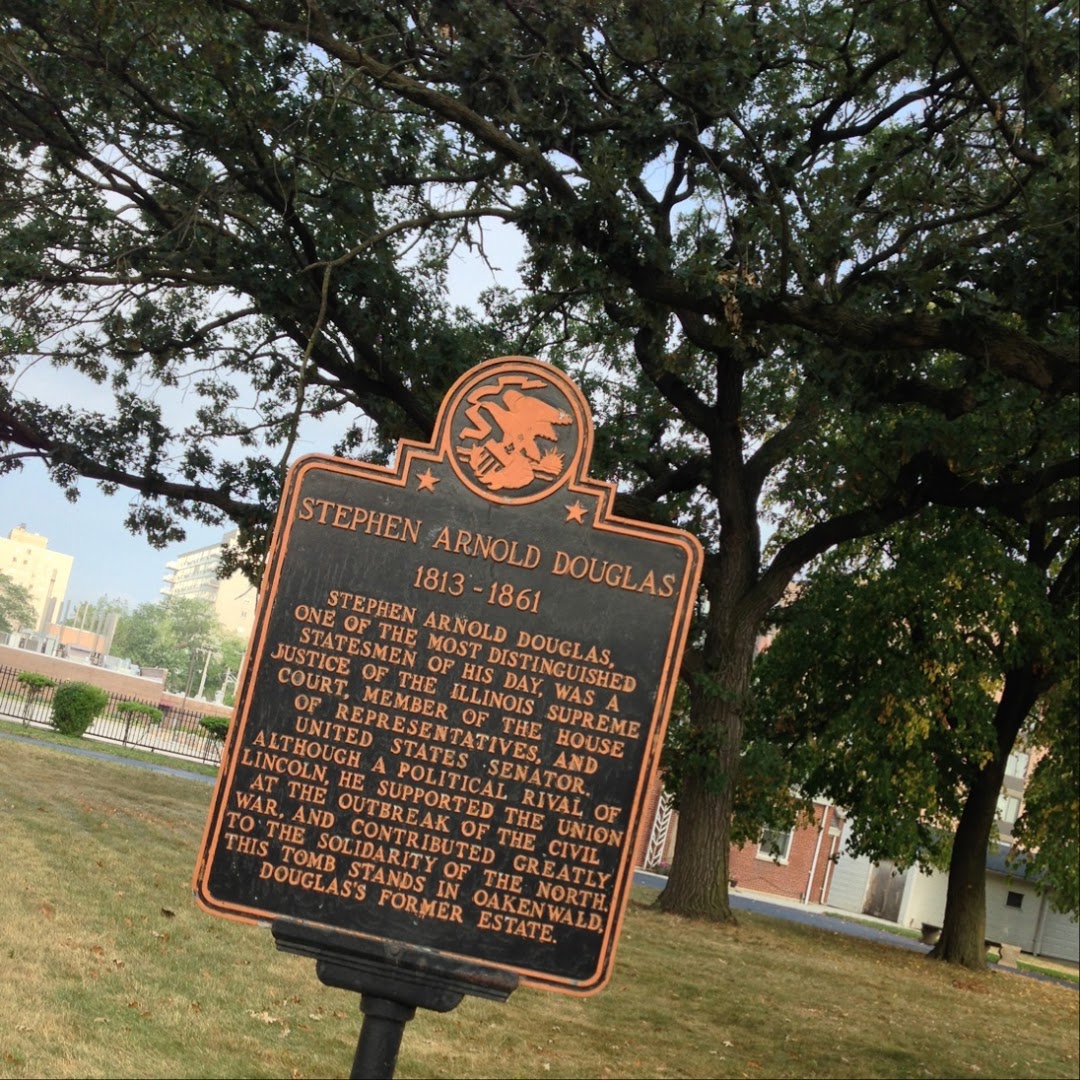 STEPHEN ARNOLD DOUGLAS
1813-1861
STEPHEN ARNOLD DOUGLAS,
ONE OF THE MOST DISTINGUISHED
STATESMEN OF HIS DAY, WAS A
JUSTICE OF THE ILLINOIS SUPREME
COURT, MEMBER OF THE HOUSE
OF REPRESENTATIVES, AND
UNITED STATES SENATOR.
ALTHOUGH A POLITICAL RIVAL OF
LINCOLN, HE SUPPORTED THE UNION
AT THE OUTBREAK OF THE CIVIL
WAR, AND CONTRIBUTED GREATLY
TO THE SOLIDARITY OF THE NORTH.
THIS TOMB STANDS IN OAKENWALD,
DOUGLAS'S FORMER ESTATE.